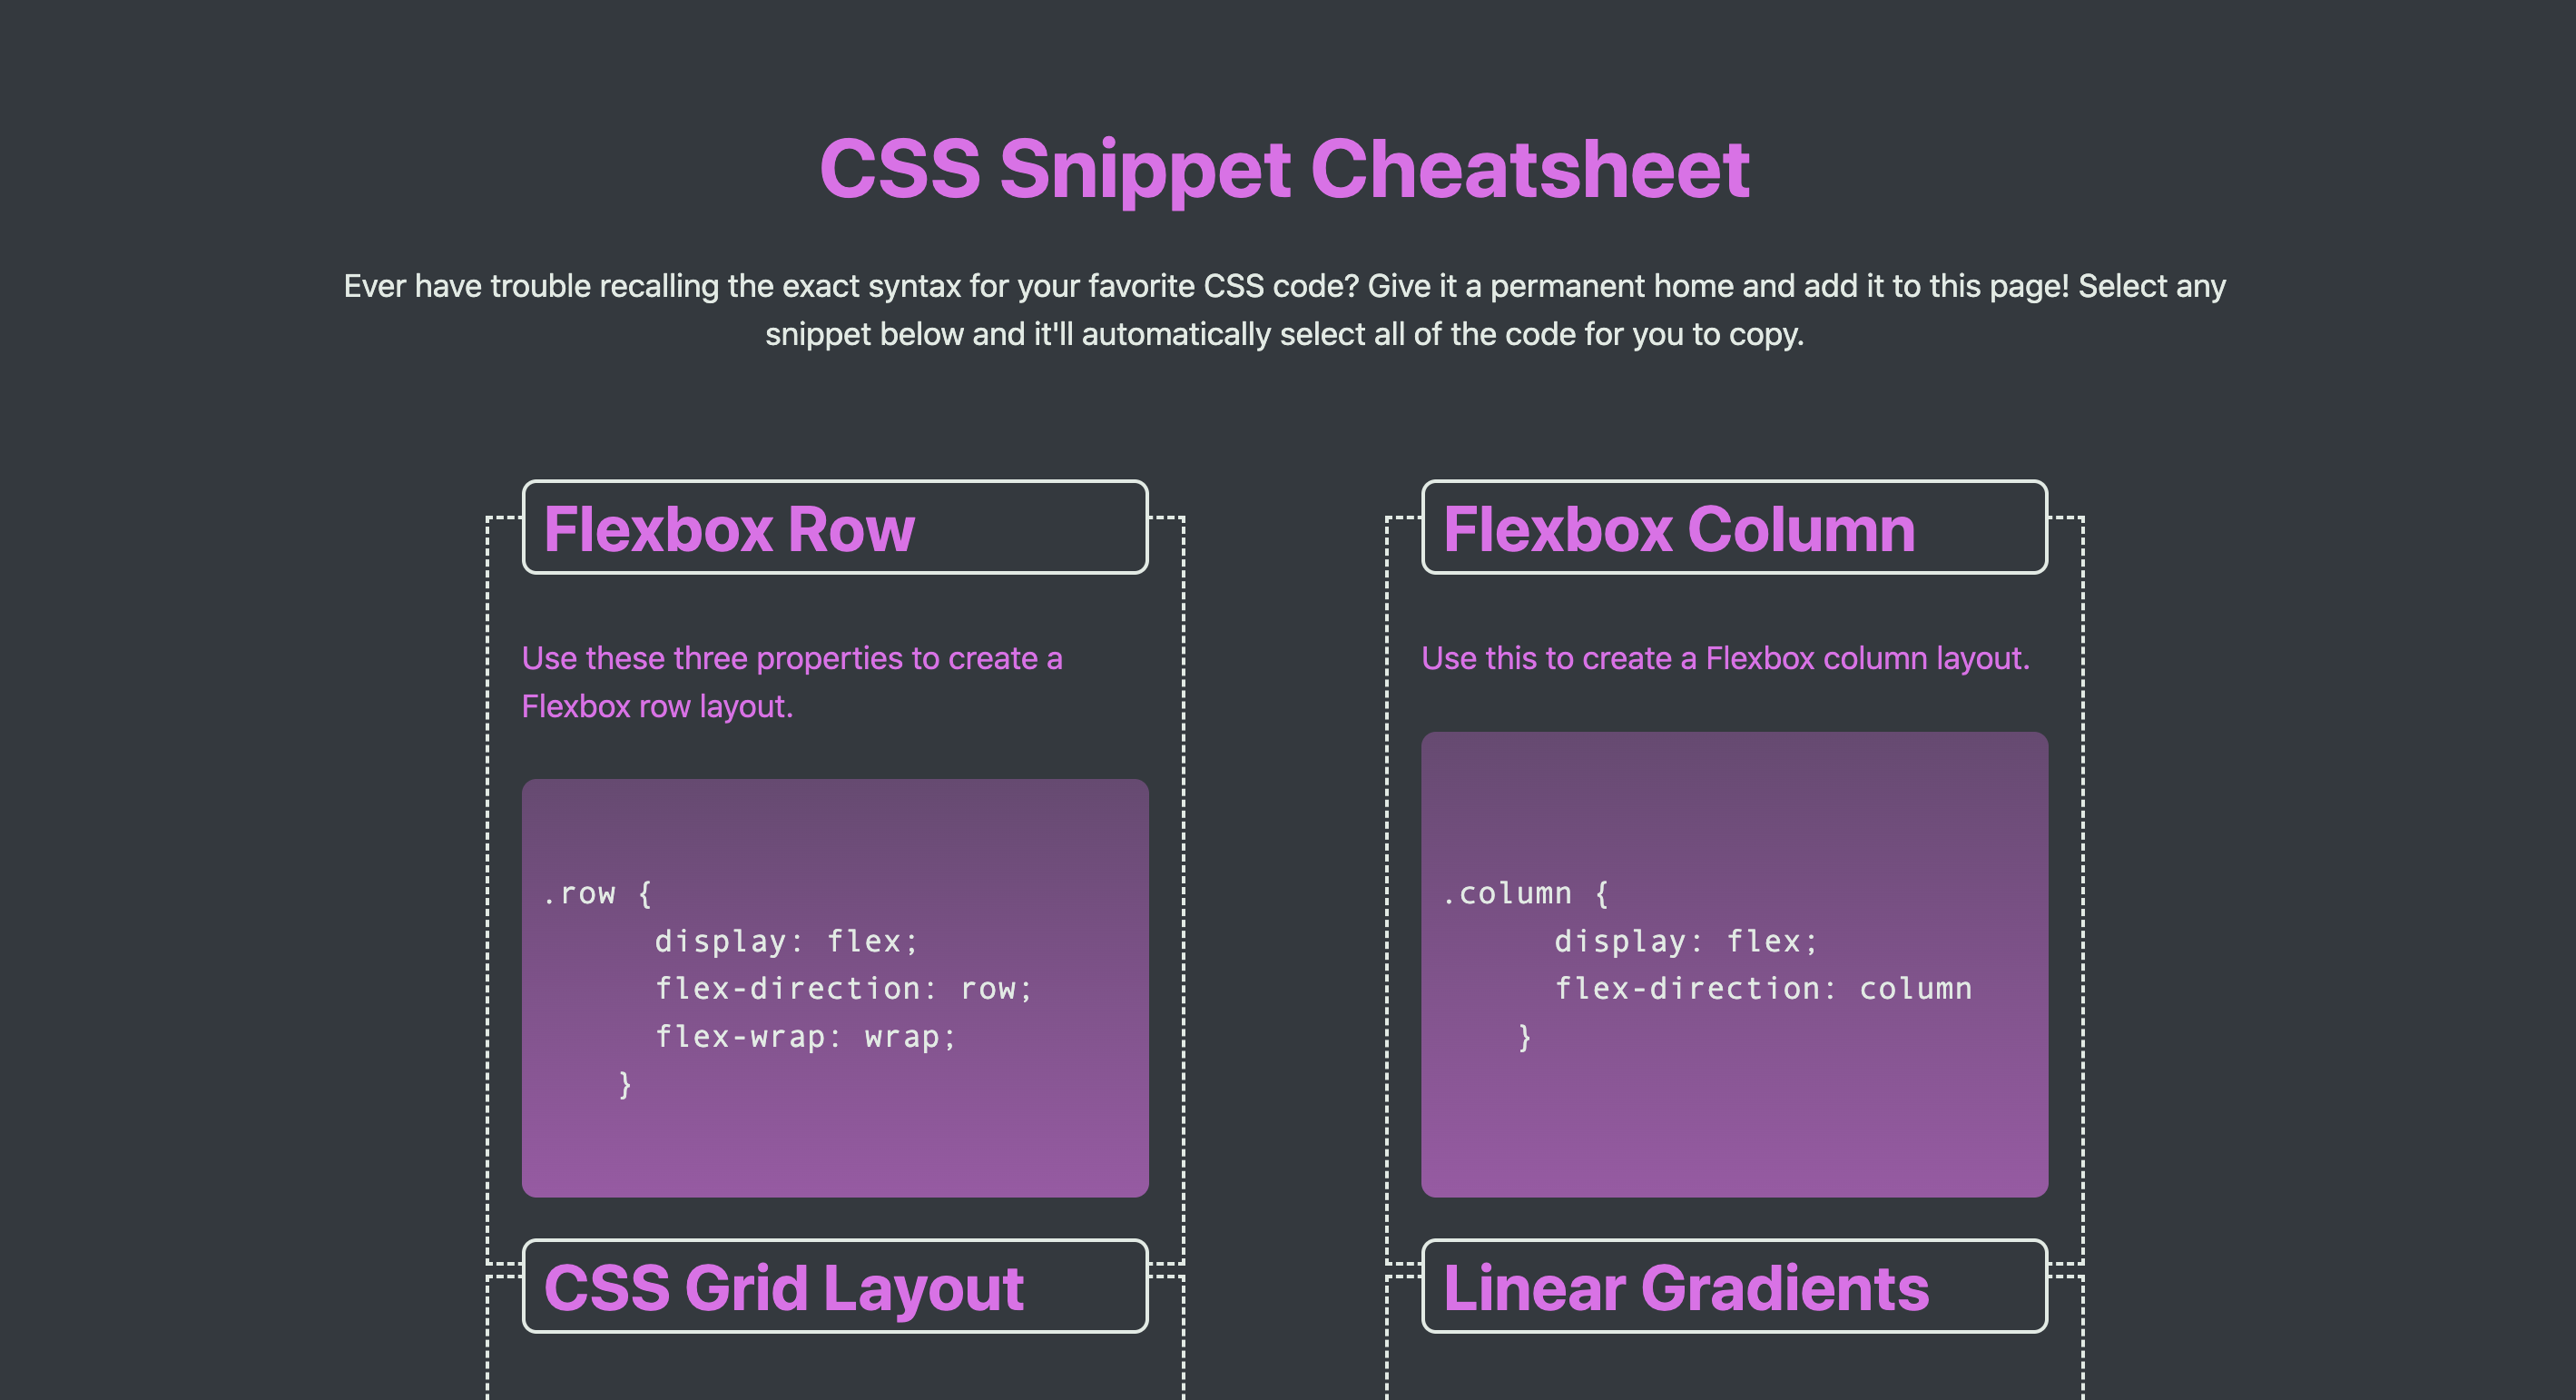 CSS Snippet Cheatsheet
Ever have trouble recalling the exact syntax for your favorite CSS code? Give it a permanent home and add it to this page! Select any
snippet below and it'll automatically select all of the code for you to copy.
Flexbox Row
Use these three properties to create a
Flexbox row layout.
.row {
display: flex;
flex-direction: row;
flex-wrap: wrap;
}
Flexbox Column
Use this to create a Flexbox column layout.
.column {
display: flex;
flex-direction: column
}
CSS Grid Layout
Linear Gradients